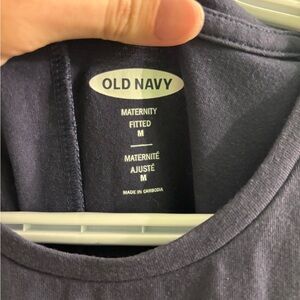 OLD NAVY
MATERNITY
FITTED
M
MATERNITÉ
AJUSTÉ
M
MADE IN CAMBODIA